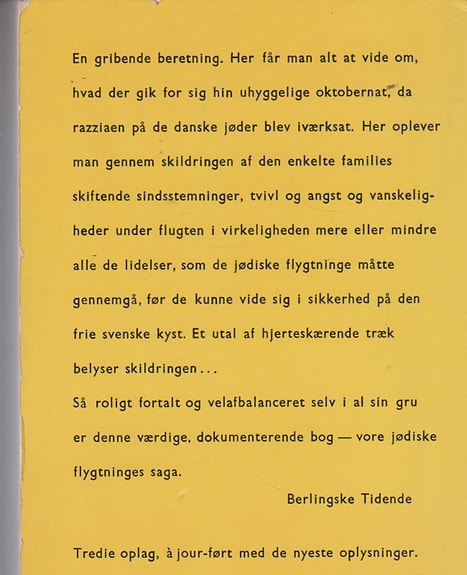 En gribende beretning. Her får man alt at vide om,
hvad der gik for sig hin uhyggelige oktobernat, da
razziaen på de danske jøder blev iværksat. Her oplever
man gennem skildringen af den enkelte families
skiftende sindsstemninger, tvivl og angst og vanskelig-
heder under flugten i virkeligheden mere eller mindre
alle de lidelser, som de jødiske flygtninge måtte
gennemgå, før de kunne vide sig i sikkerhed på den
frie svenske kyst. Et utal af hjerteskærende træk
belyser skildringen...
Så roligt fortalt og velafbalanceret selv i al sin gru
er denne værdige, dokumenterende bog — vore jødiske
flygtninges saga.
Berlingske Tidende
Tredie oplag, à jour-ført med de nyeste oplysninger.